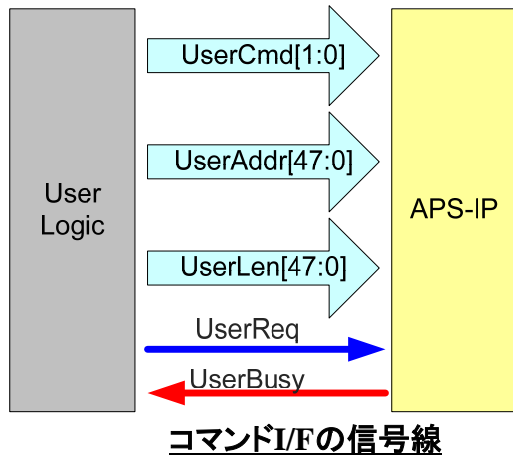 UserCmd[1:0]
UserAddr[47:0]
User
Logic
APS-IP
UserLen[47:0]
UserReq
UserBusy
コマンドI/Fの信号線